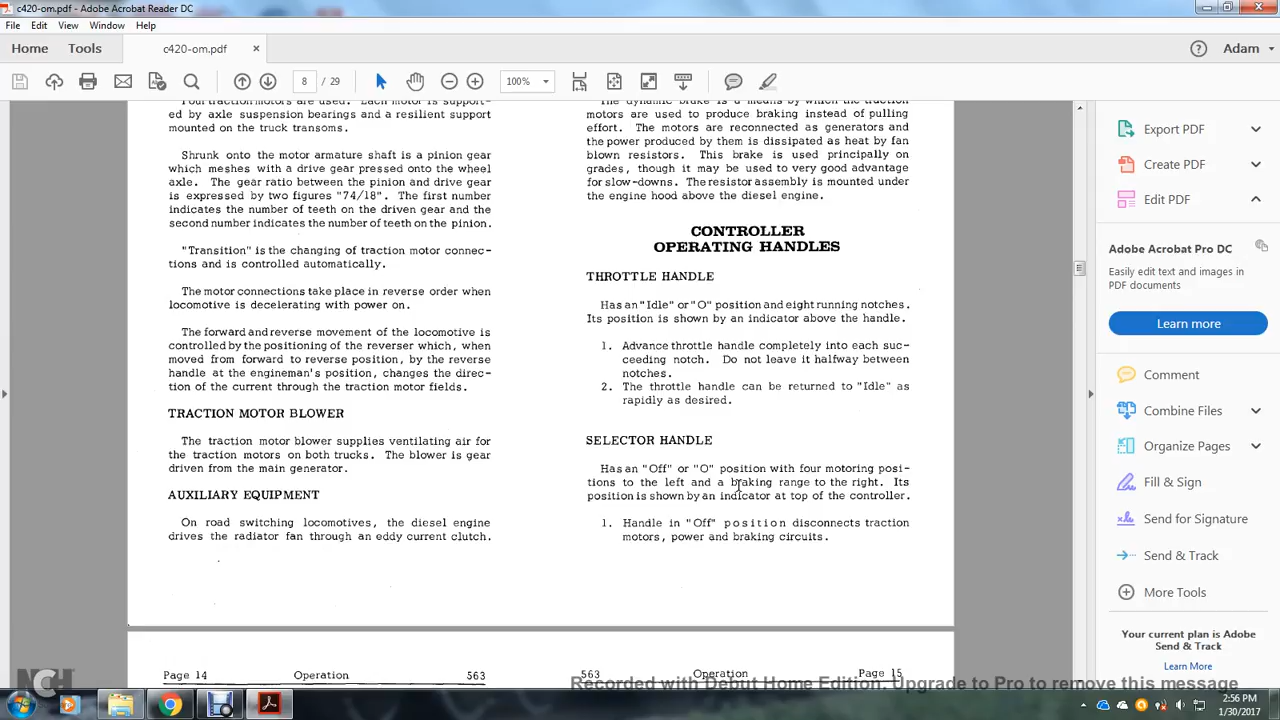 c420-om.pdf - Adobe Acrobat Reader DC
File Edit View Window Help
Home Tools c420-om.pdf × Adam
8 / 29 100%
Four traction motors are used. Each motor is support-
ed by axle suspension bearings and a resilient support
mounted on the truck transoms.
Shrunk onto the motor armature shaft is a pinion gear
which meshes with a drive gear pressed onto the wheel
axle. The gear ratio between the pinion and drive gear
is expressed by two figures "74/18". The first number
indicates the number of teeth on the driven gear and the
second number indicates the number of teeth on the pinion.
"Transition" is the changing of traction motor connec-
tions and is controlled automatically.
The motor connections take place in reverse order when
locomotive is decelerating with power on.
The forward and reverse movement of the locomotive is
controlled by the positioning of the reverser which, when
moved from forward to reverse position, by the reverse
handle at the engineman's position, changes the direc-
tion of the current through the traction motor fields.
TRACTION MOTOR BLOWER
The traction motor blower supplies ventilating air for
the traction motors on both trucks. The blower is gear
driven from the main generator.
AUXILIARY EQUIPMENT
On road switching locomotives, the diesel engine
drives the radiator fan through an eddy current clutch.
The dynamic brake is a means by which the traction
motors are used to produce braking instead of pulling
effort. The motors are reconnected as generators and
the power produced by them is dissipated as heat by fan
blown resistors. This brake is used principally on
grades, though it may be used to very good advantage
for slow-downs. The resistor assembly is mounted under
the engine hood above the diesel engine.
CONTROLLER
OPERATING HANDLES
THROTTLE HANDLE
Has an "Idle" or "O" position and eight running notches.
Its position is shown by an indicator above the handle.
1. Advance throttle handle completely into each suc-
ceeding notch. Do not leave it halfway between
notches.
2. The throttle handle can be returned to "Idle" as
rapidly as desired.
SELECTOR HANDLE
Has an "Off" or "O" position with four motoring posi-
tions to the left and a braking range to the right. Its
position is shown by an indicator at top of the controller.
1. Handle in "Off" position disconnects traction
motors, power and braking circuits.
Page 14 Operation 563
563 Operation Page 15
Export PDF
Create PDF
Edit PDF
Adobe Acrobat Pro DC
Easily edit text and images in
PDF documents
Learn more
Comment
Combine Files
Organize Pages
Fill & Sign
Send for Signature
Send & Track
More Tools
Your current plan is Adobe
Send & Track
Learn More
NCH
Recorded with Debut Home Edition. Upgrade to Pro to remove this message
2:56 PM
1/30/2017